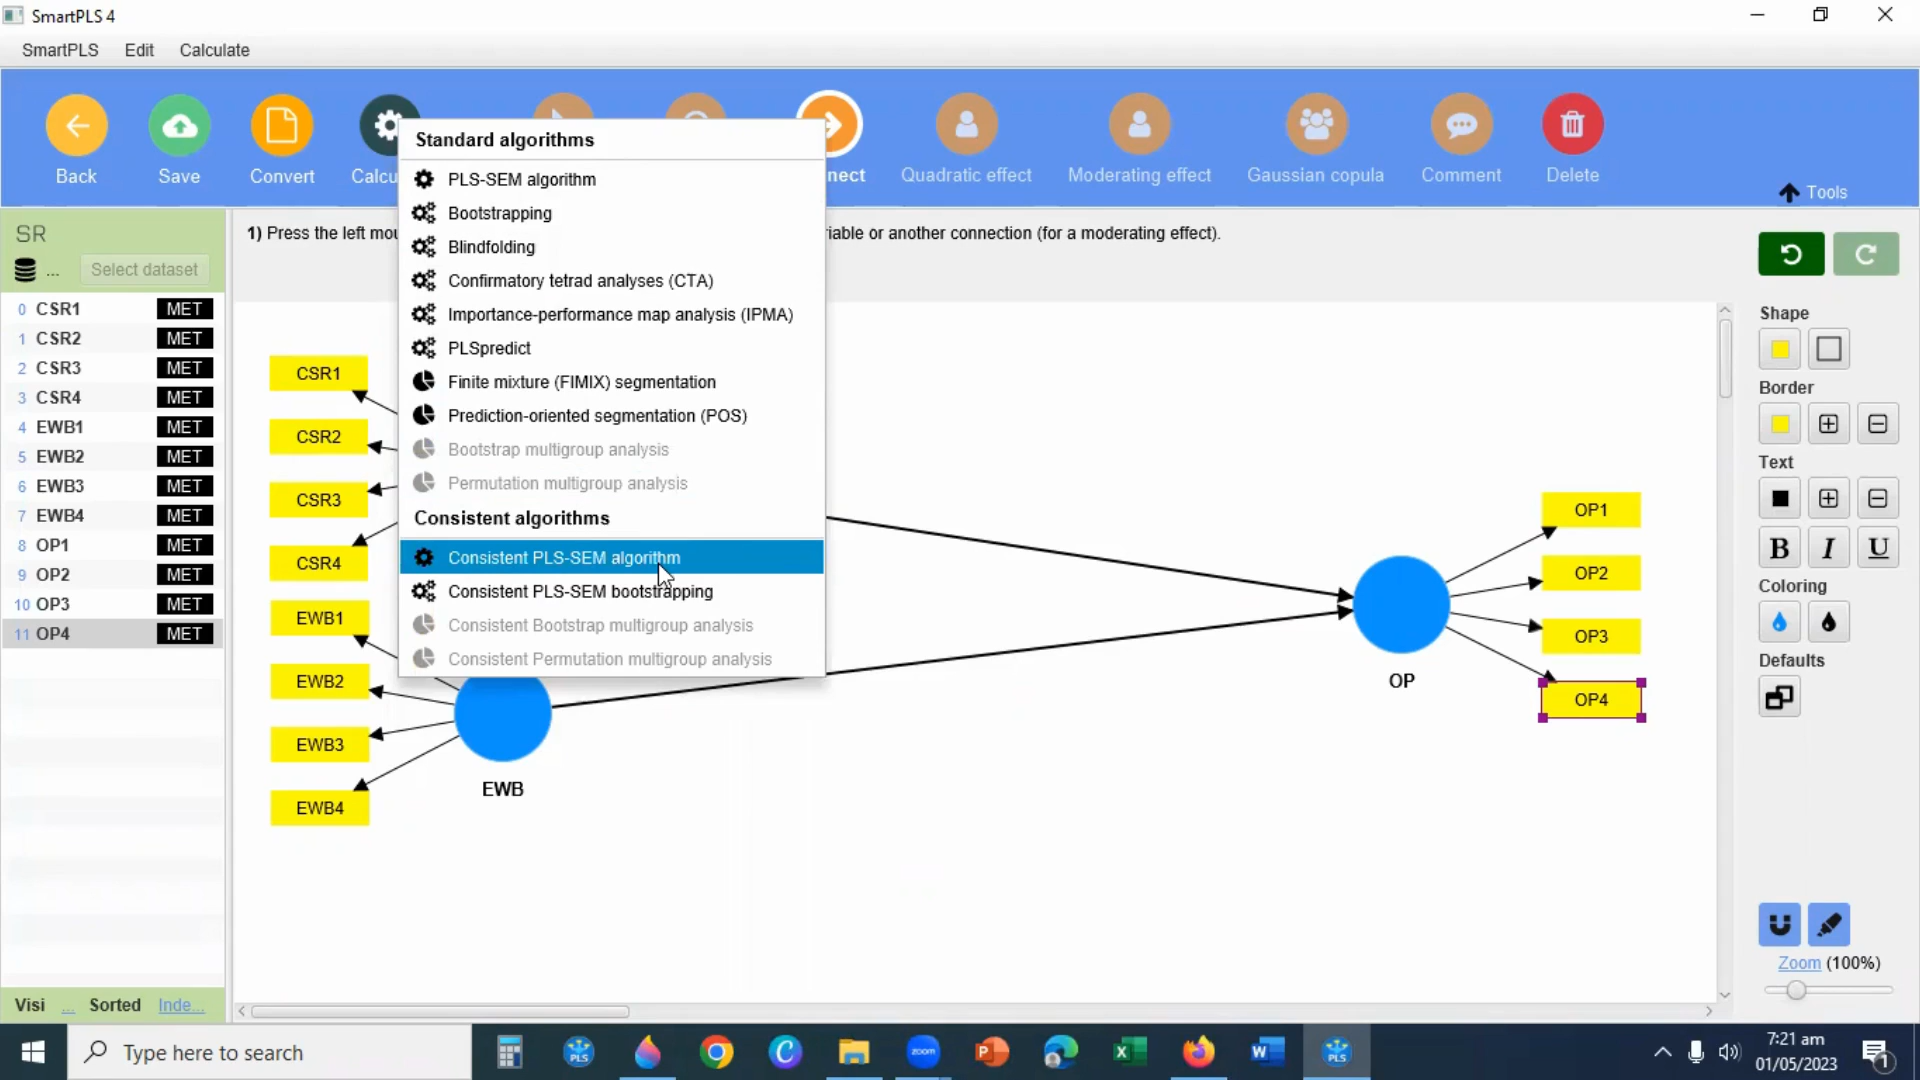 SmartPLS 4
SmartPLS Edit Calculate
Back Save Convert Calcu nect Quadratic effect Moderating effect Gaussian copula Comment Delete
Tools
Standard algorithms
PLS-SEM algorithm
Bootstrapping
Blindfolding
Confirmatory tetrad analyses (CTA)
Importance-performance map analysis (IPMA)
PLSpredict
Finite mixture (FIMIX) segmentation
Prediction-oriented segmentation (POS)
Bootstrap multigroup analysis
Permutation multigroup analysis
Consistent algorithms
Consistent PLS-SEM algorithm
Consistent PLS-SEM bootstrapping
Consistent Bootstrap multigroup analysis
Consistent Permutation multigroup analysis
SR
... Select dataset
0 CSR1 MET
1 CSR2 MET
2 CSR3 MET
3 CSR4 MET
4 EWB1 MET
5 EWB2 MET
6 EWB3 MET
7 EWB4 MET
8 OP1 MET
9 OP2 MET
10 OP3 MET
11 OP4 MET
Visi ... Sorted Inde...
1) Press the left mou iable or another connection (for a moderating effect).
CSR1
CSR2
CSR3
CSR4
EWB1
EWB2
EWB3
EWB4
EWB
OP
OP1
OP2
OP3
OP4
Shape
Border
Text
B I U
Coloring
Defaults
Zoom (100%)
Type here to search
PLS
zoom
PLS
7:21 am
01/05/2023
1